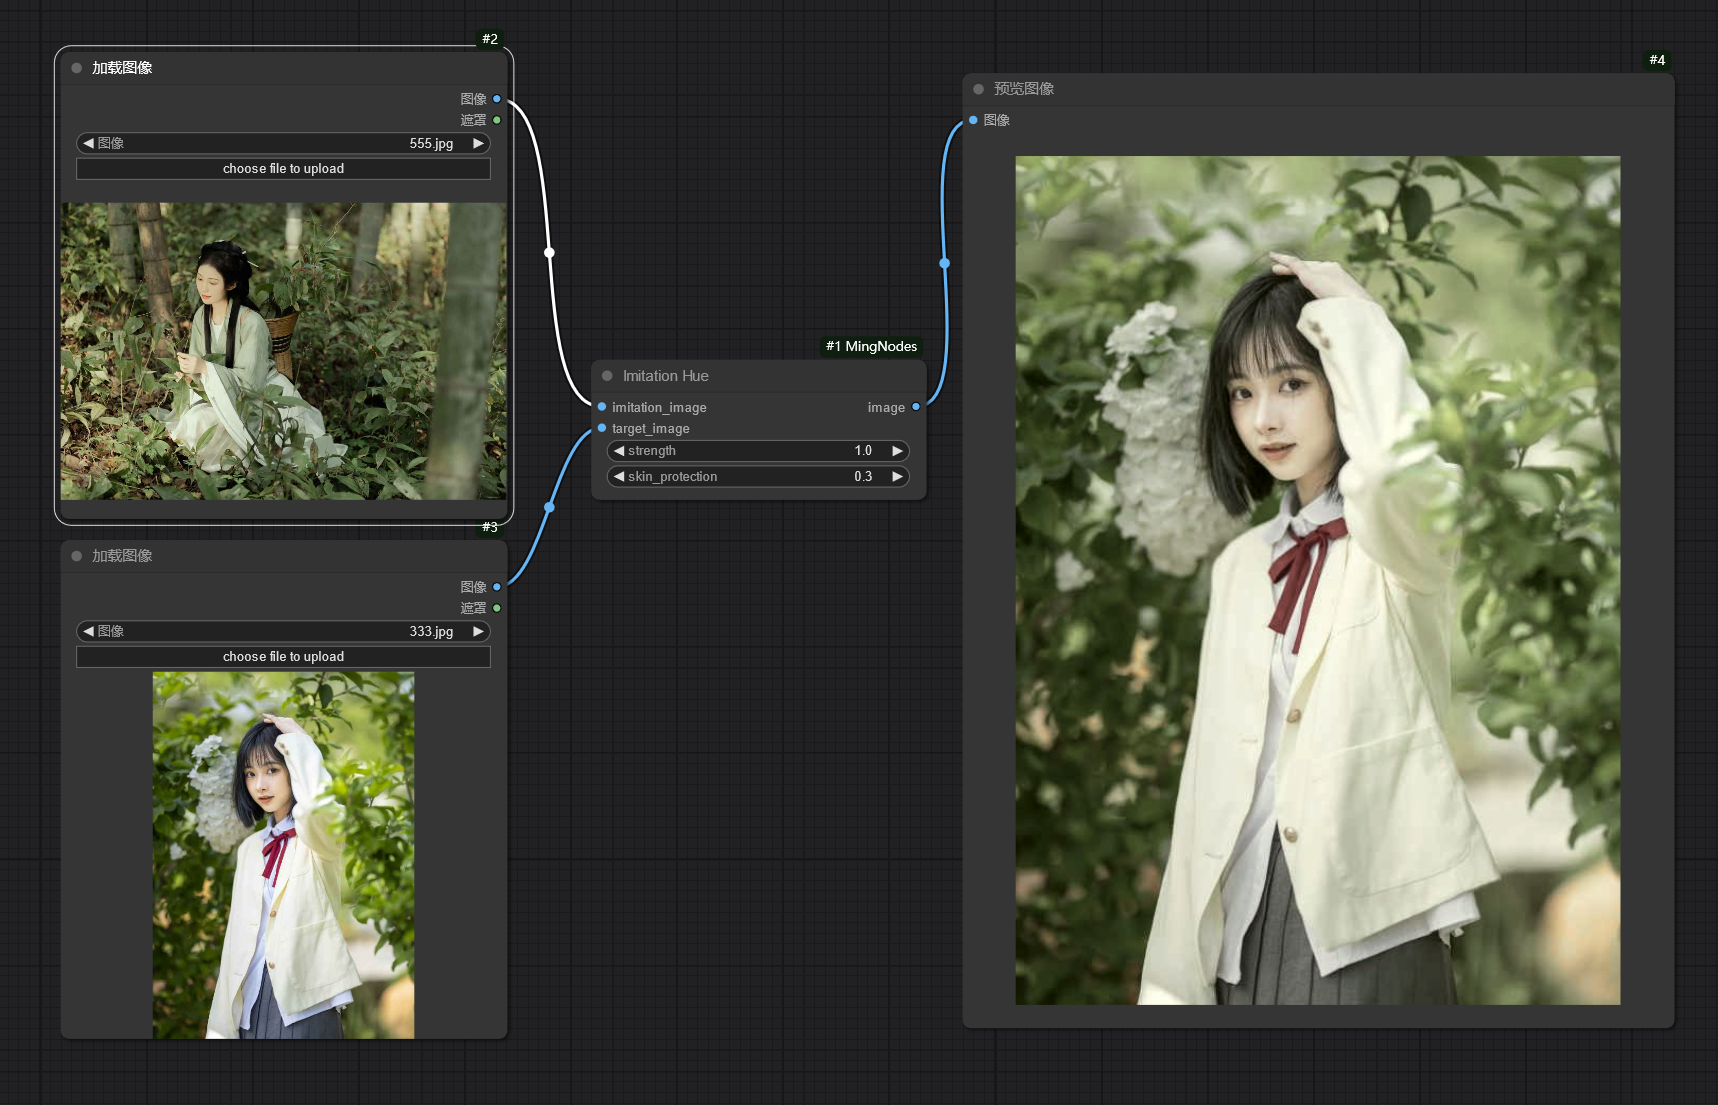 #2
加载图像
图像
遮罩
图像 555.jpg
choose file to upload
#3
加载图像
图像
遮罩
图像 333.jpg
choose file to upload
#1 MingNodes
Imitation Hue
imitation_image image
target_image
strength 1.0
skin_protection 0.3
#4
预览图像
图像